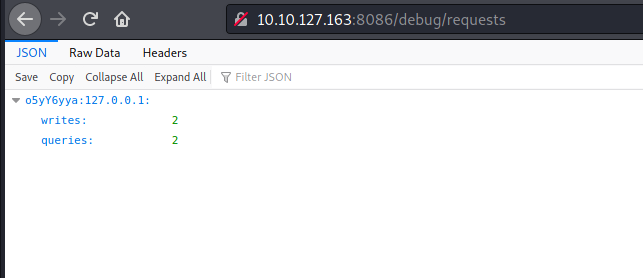 10.10.127.163:8086/debug/requests
JSON Raw Data Headers
Save Copy Collapse All Expand All Filter JSON
o5yY6yya:127.0.0.1:
writes: 2
queries: 2